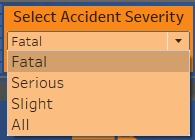 Select Accident Severity
Fatal
Fatal
Serious
Slight
All